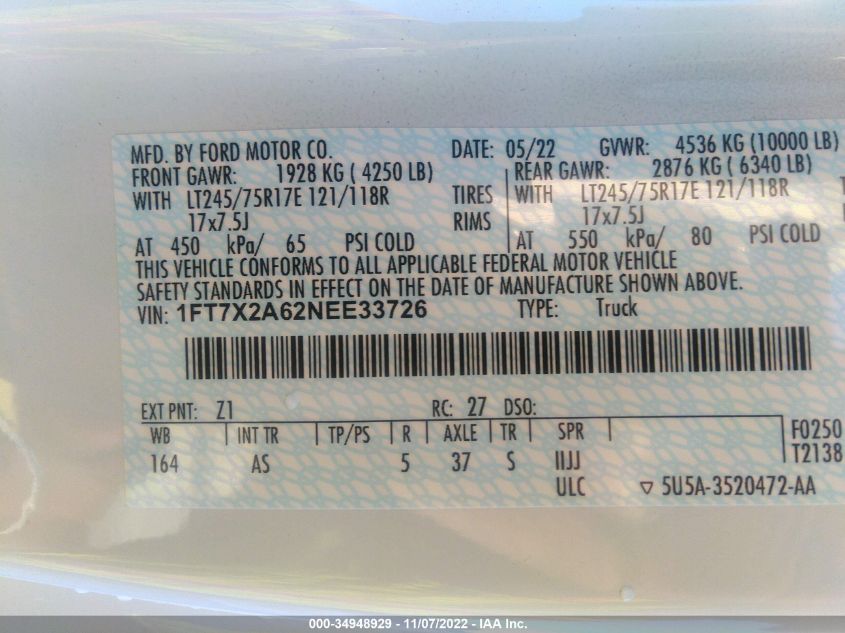 MFD. BY FORD MOTOR CO. DATE: 05/22 GVWR: 4536 KG (10000 LB)
FRONT GAWR: 1928 KG ( 4250 LB) REAR GAWR: 2876 KG ( 6340 LB)
WITH LT245/75R17E 121/118R TIRES WITH LT245/75R17E 121/118R
17x7.5J RIMS 17x7.5J
AT 450 kPa/ 65 PSI COLD AT 550 kPa/ 80 PSI COLD
THIS VEHICLE CONFORMS TO ALL APPLICABLE FEDERAL MOTOR VEHICLE
SAFETY STANDARDS IN EFFECT ON THE DATE OF MANUFACTURE SHOWN ABOVE.
VIN: 1FT7X2A62NEE33726 TYPE: Truck
EXT PNT: Z1 RC: 27 DSO:
WB INT TR TP/PS R AXLE TR SPR F0250
164 AS 5 37 S IIJJ T2138
ULC ▽ 5U5A-3520472-AA
000-34948929 - 11/07/2022 - IAA Inc.